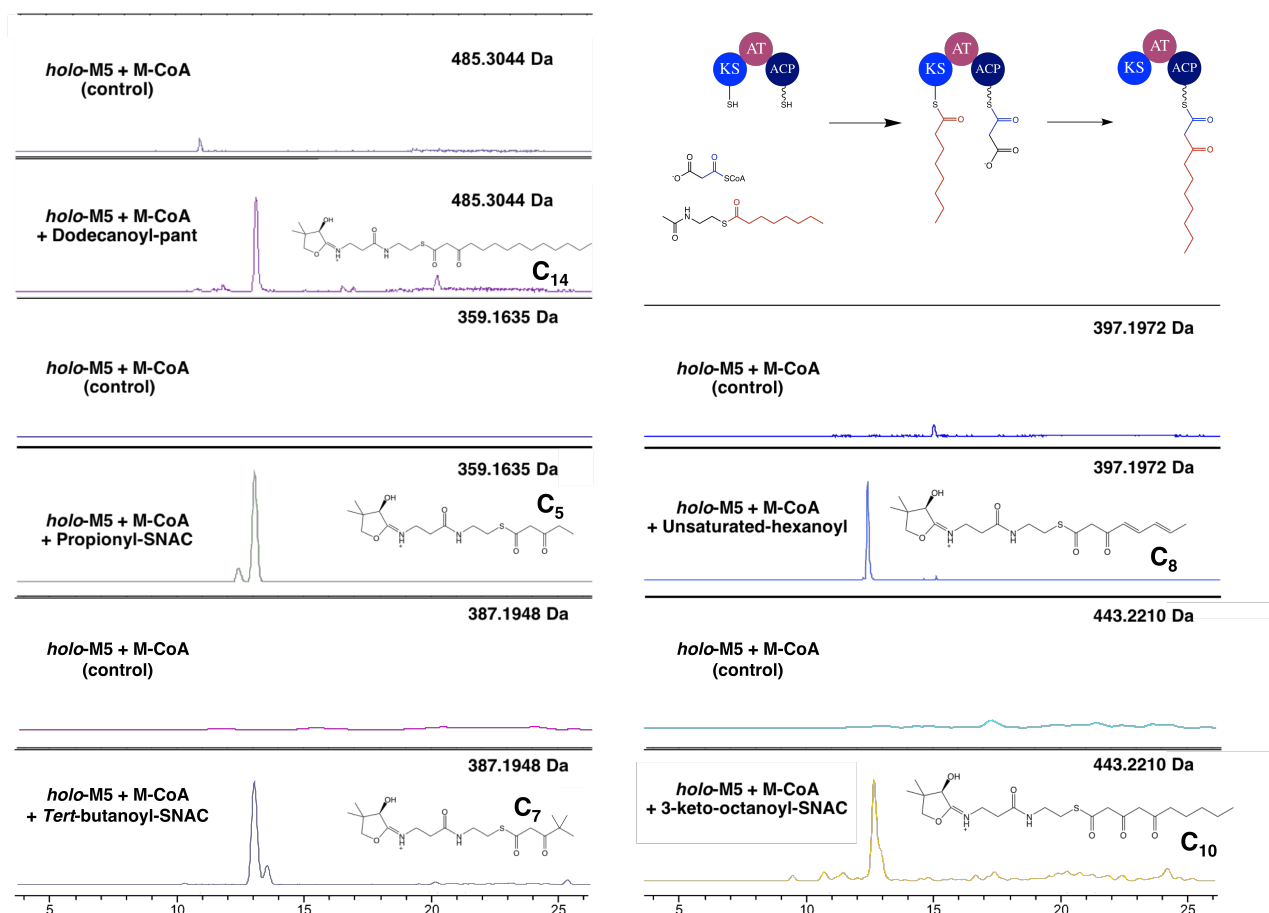 holo-M5 + M-CoA
(control)
485.3044 Da
holo-M5 + M-CoA
+ Dodecanoyl-pant
485.3044 Da
OH
O
N
H
+
O
N
H
S
O
O
C14
359.1635 Da
holo-M5 + M-CoA
(control)
359.1635 Da
holo-M5 + M-CoA
+ Propionyl-SNAC
OH
O
N
H
+
O
N
H
S
O
O
C5
387.1948 Da
holo-M5 + M-CoA
(control)
387.1948 Da
holo-M5 + M-CoA
+ Tert-butanoyl-SNAC
OH
O
N
H
+
O
N
H
S
O
O
C7
5 10 15 20 25
AT
KS ACP
SH SH
O O
-O SCoA
H
N
O
S
O
AT
KS ACP
S S
O O
O
-O
AT
KS ACP
S
O
O
397.1972 Da
holo-M5 + M-CoA
(control)
397.1972 Da
holo-M5 + M-CoA
+ Unsaturated-hexanoyl
OH
O
N
H
+
O
N
H
S
O
O
C8
443.2210 Da
holo-M5 + M-CoA
(control)
443.2210 Da
holo-M5 + M-CoA
+ 3-keto-octanoyl-SNAC
OH
O
N
H
+
O
N
H
S
O
O
O
C10
5 10 15 20 25